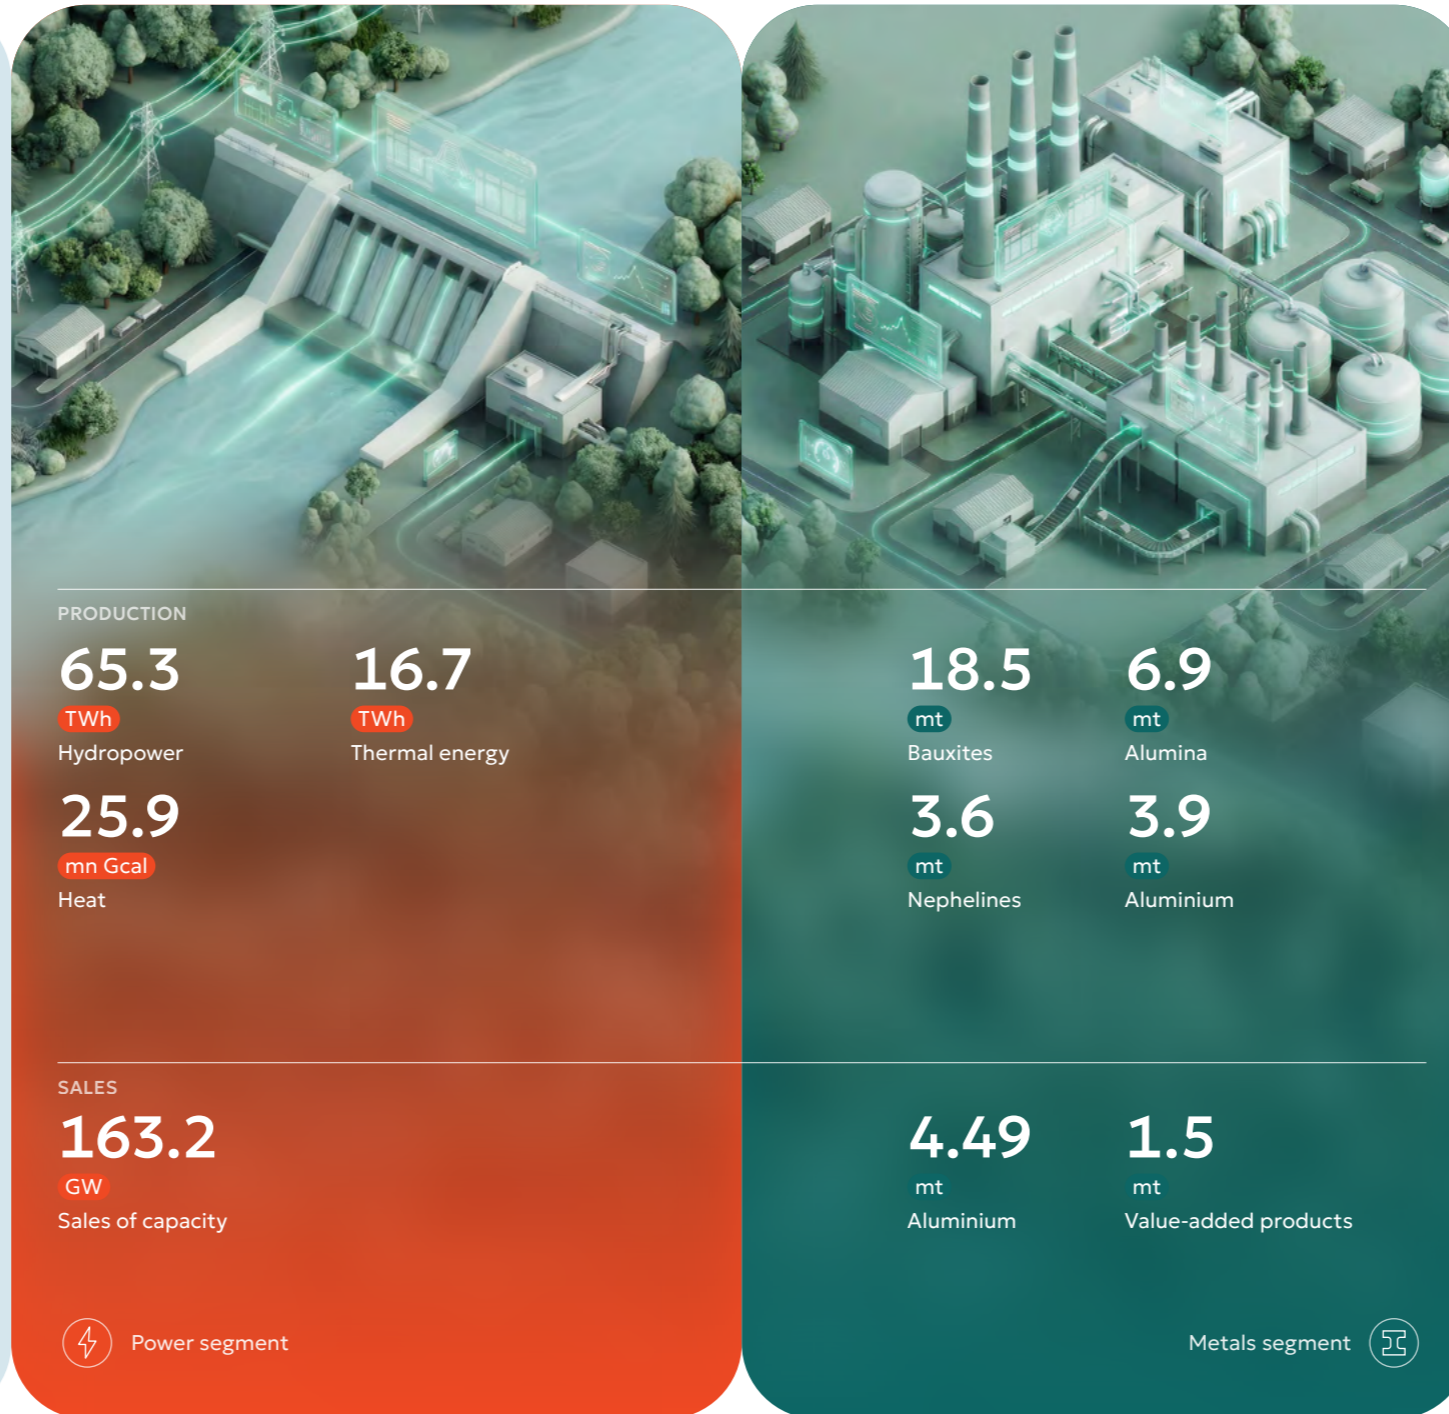 PRODUCTION
65.3
TWh
Hydropower
16.7
TWh
Thermal energy
25.9
mn Gcal
Heat
18.5
mt
Bauxites
6.9
mt
Alumina
3.6
mt
Nephelines
3.9
mt
Aluminium
SALES
163.2
GW
Sales of capacity
4.49
mt
Aluminium
1.5
mt
Value-added products
Power segment
Metals segment